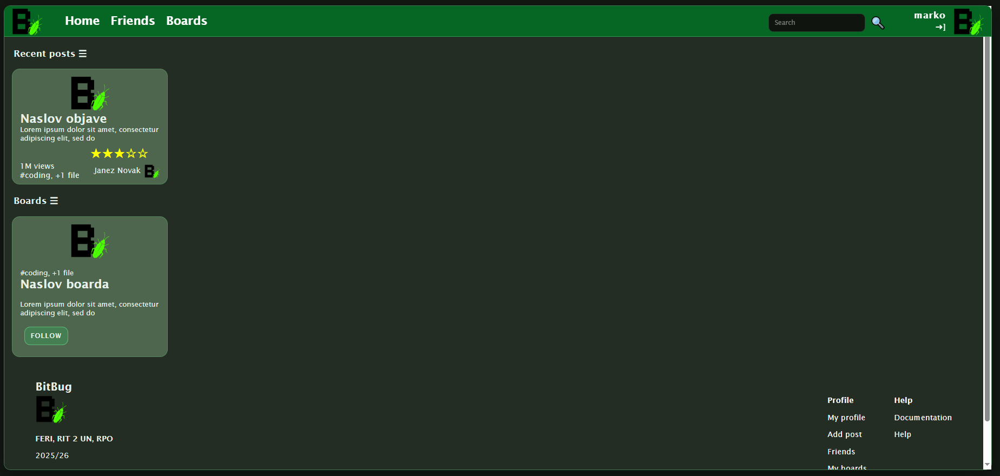 Home Friends Boards
Search
marko
Recent posts ☰
Naslov objave
Lorem ipsum dolor sit amet, consectetur
adipiscing elit, sed do
★★★☆☆
1M views
#coding, +1 file
Janez Novak
Boards ☰
#coding, +1 file
Naslov boarda
Lorem ipsum dolor sit amet, consectetur
adipiscing elit, sed do
FOLLOW
BitBug
FERI, RIT 2 UN, RPO
2025/26
Profile
My profile
Add post
Friends
My boards
Help
Documentation
Help